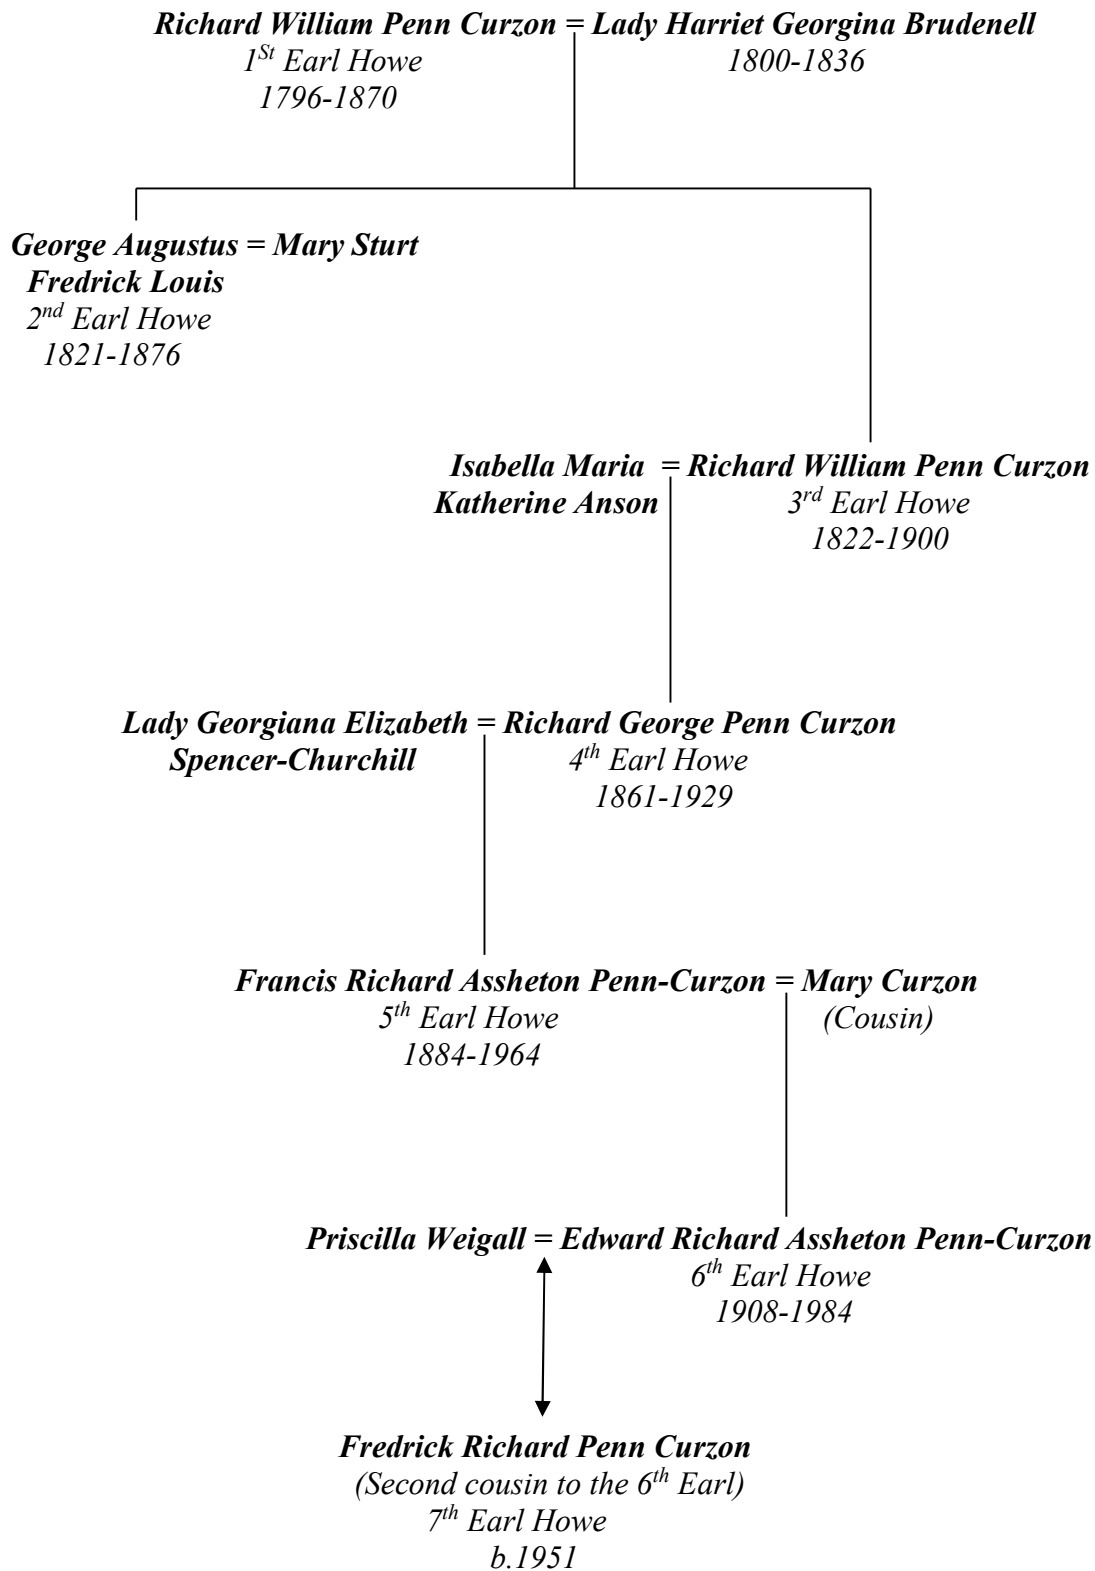 Richard William Penn Curzon = Lady Harriet Georgina Brudenell
1St Earl Howe 1800-1836
1796-1870
George Augustus = Mary Sturt
Fredrick Louis
2nd Earl Howe
1821-1876
Isabella Maria = Richard William Penn Curzon
Katherine Anson 3rd Earl Howe
1822-1900
Lady Georgiana Elizabeth = Richard George Penn Curzon
Spencer-Churchill 4th Earl Howe
1861-1929
Francis Richard Assheton Penn-Curzon = Mary Curzon
5th Earl Howe (Cousin)
1884-1964
Priscilla Weigall = Edward Richard Assheton Penn-Curzon
6th Earl Howe
1908-1984
Fredrick Richard Penn Curzon
(Second cousin to the 6th Earl)
7th Earl Howe
b.1951